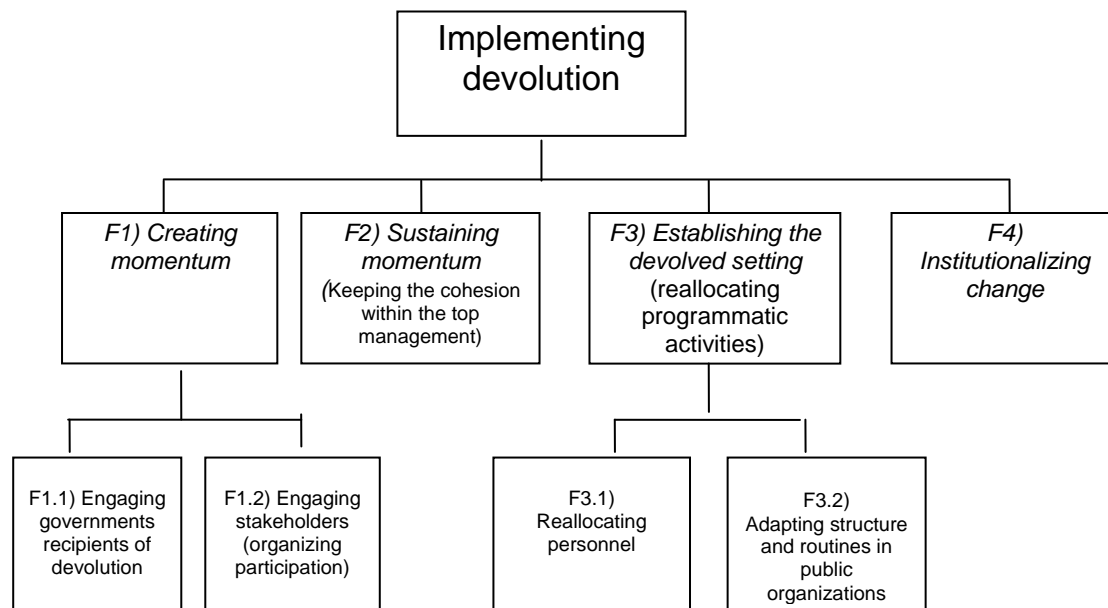 Implementing
devolution
F1) Creating
momentum
F2) Sustaining
momentum
(Keeping the cohesion
within the top
management)
F3) Establishing the
devolved setting
(reallocating
programmatic
activities)
F4)
Institutionalizing
change
F1.1) Engaging
governments
recipients of
devolution
F1.2) Engaging
stakeholders
(organizing
participation)
F3.1)
Reallocating
personnel
F3.2)
Adapting structure
and routines in
public
organizations